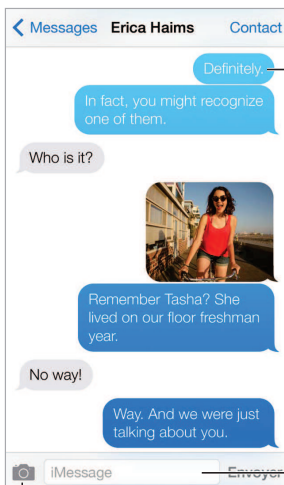 Messages Erica Haims Contact
Definitely.
In fact, you might recognize
one of them.
Who is it?
Remember Tasha? She
lived on our floor freshman
year.
No way!
Way. And we were just
talking about you.
iMessage Envoyer